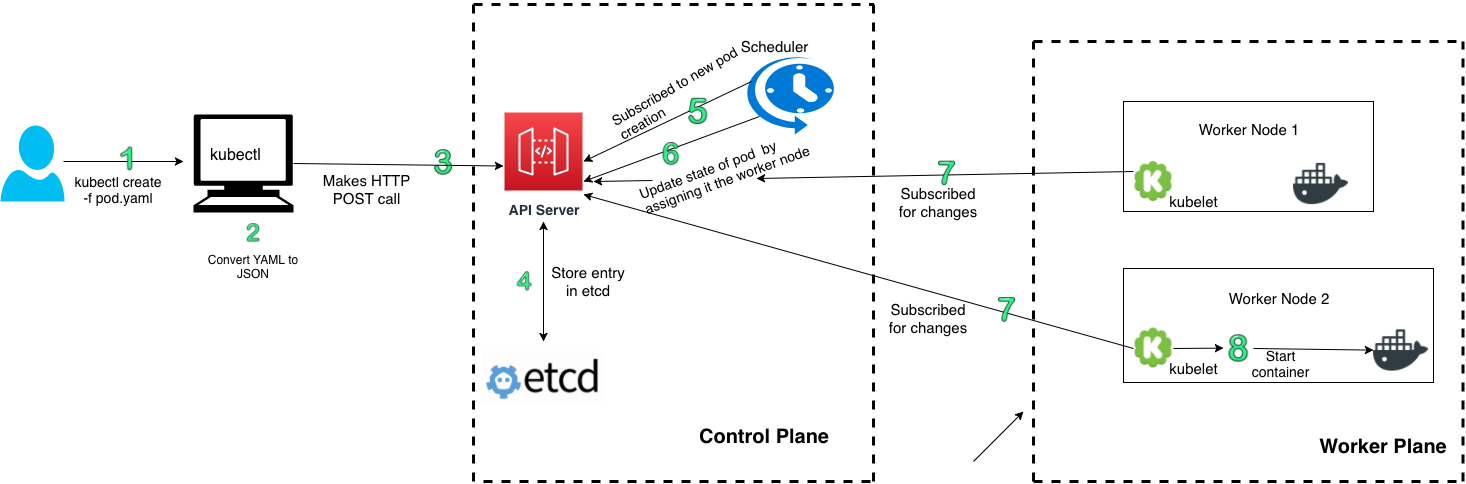 1
kubectl create
-f pod.yaml
kubectl
2
Convert YAML to
JSON
3
Makes HTTP
POST call
Scheduler
Subscribed to new pod
creation
5
6
Update state of pod by
assigning it the worker node
API Server
4
Store entry
in etcd
etcd
Control Plane
7
Subscribed
for changes
7
Subscribed
for changes
Worker Node 1
K
kubelet
Worker Node 2
K
kubelet
8
Start
container
Worker Plane